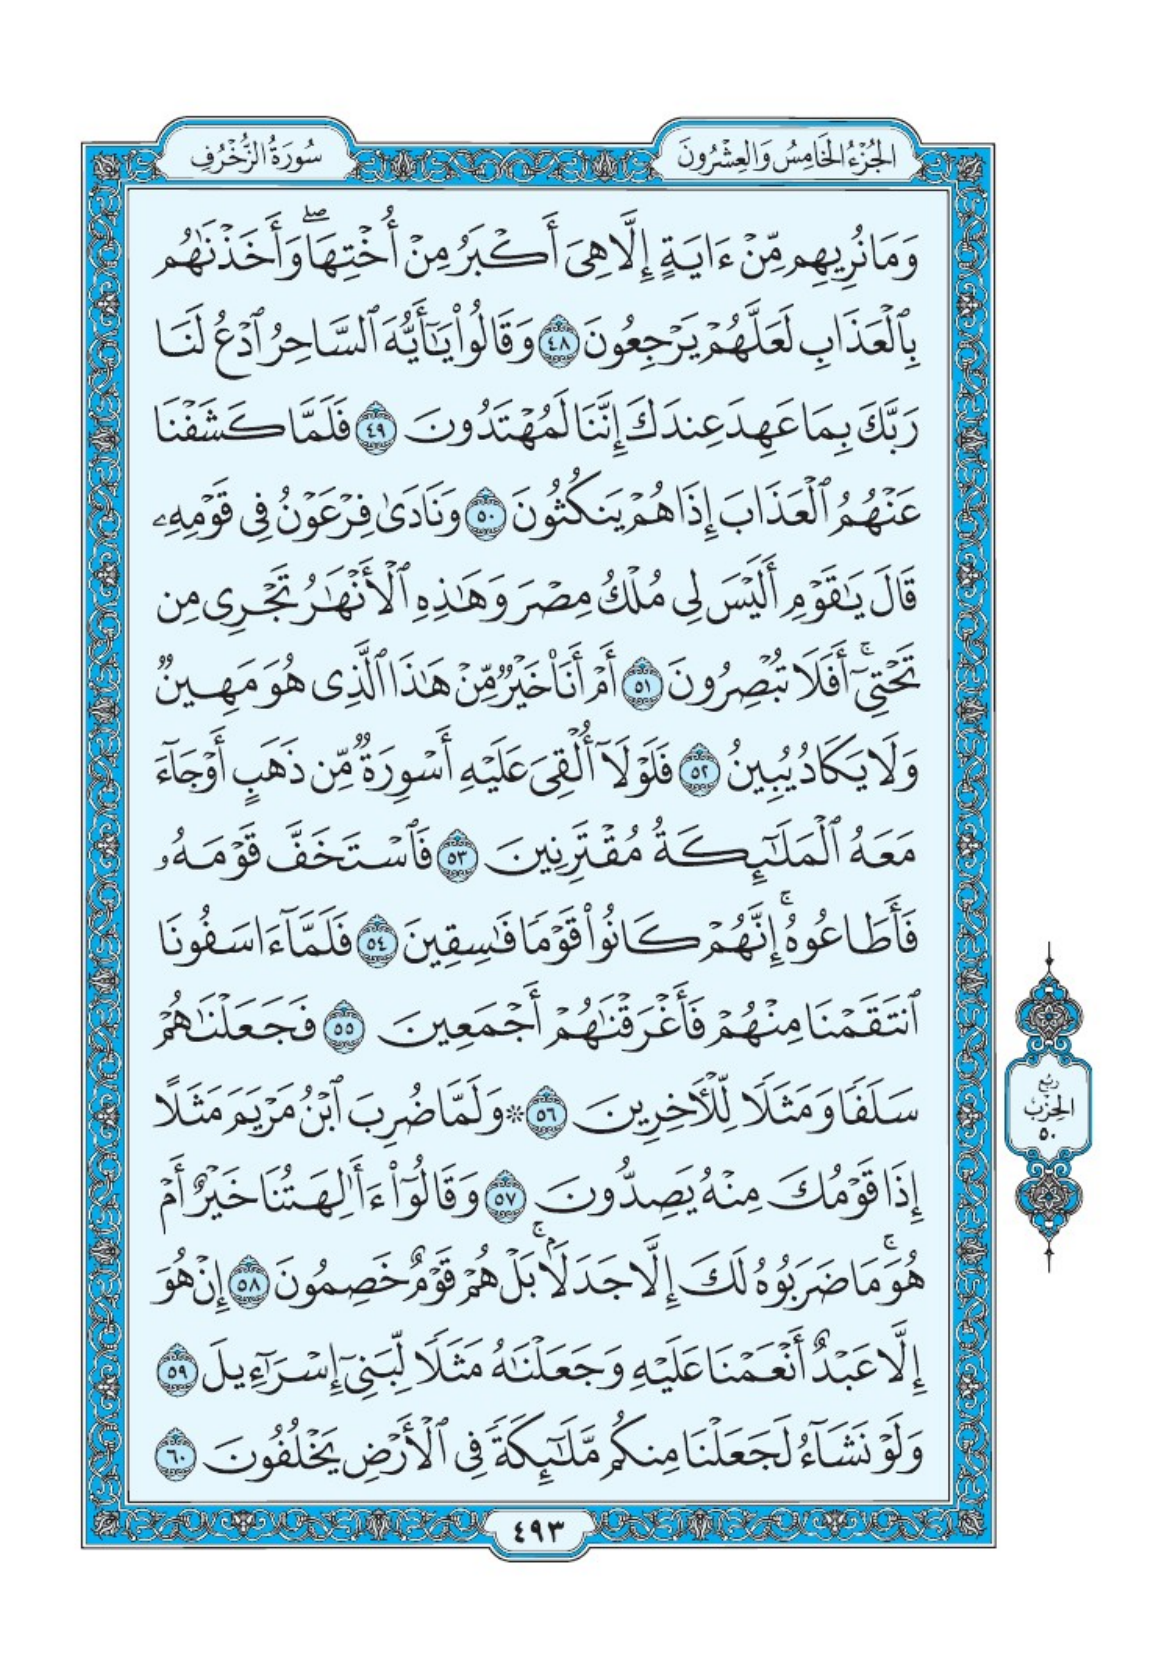 الجُزْءُ الخَامِسُ وَالعِشْرُونَ
سُورَةُ الزُّخْرُفِ
وَمَا نُرِيهِم مِّنْ ءَايَةٍ إِلَّا هِىَ أَكْبَرُ مِنْ أُخْتِهَا ۖ وَأَخَذْنَٰهُم
بِٱلْعَذَابِ لَعَلَّهُمْ يَرْجِعُونَ ٤٨ وَقَالُوا۟ يَٰٓأَيُّهَ ٱلسَّاحِرُ ٱدْعُ لَنَا
رَبَّكَ بِمَا عَهِدَ عِندَكَ إِنَّنَا لَمُهْتَدُونَ ٤٩ فَلَمَّا كَشَفْنَا
عَنْهُمُ ٱلْعَذَابَ إِذَا هُمْ يَنكُثُونَ ٥٠ وَنَادَىٰ فِرْعَوْنُ فِى قَوْمِهِۦ
قَالَ يَٰقَوْمِ أَلَيْسَ لِى مُلْكُ مِصْرَ وَهَٰذِهِ ٱلْأَنْهَٰرُ تَجْرِى مِن
تَحْتِىٓ ۚ أَفَلَا تُبْصِرُونَ ٥١ أَمْ أَنَا۠ خَيْرٌ مِّنْ هَٰذَا ٱلَّذِى هُوَ مَهِينٌ
وَلَا يَكَادُ يُبِينُ ٥٢ فَلَوْلَآ أُلْقِىَ عَلَيْهِ أَسْوِرَةٌ مِّن ذَهَبٍ أَوْ جَآءَ
مَعَهُ ٱلْمَلَٰٓئِكَةُ مُقْتَرِنِينَ ٥٣ فَٱسْتَخَفَّ قَوْمَهُۥ
فَأَطَاعُوهُ ۚ إِنَّهُمْ كَانُوا۟ قَوْمًا فَٰسِقِينَ ٥٤ فَلَمَّآ ءَاسَفُونَا
ٱنتَقَمْنَا مِنْهُمْ فَأَغْرَقْنَٰهُمْ أَجْمَعِينَ ٥٥ فَجَعَلْنَٰهُمْ
سَلَفًا وَمَثَلًا لِّلْءَاخِرِينَ ٥٦ ۞ وَلَمَّا ضُرِبَ ٱبْنُ مَرْيَمَ مَثَلًا
إِذَا قَوْمُكَ مِنْهُ يَصِدُّونَ ٥٧ وَقَالُوٓا۟ ءَأَٰلِهَتُنَا خَيْرٌ أَمْ
هُوَ ۚ مَا ضَرَبُوهُ لَكَ إِلَّا جَدَلًۢا ۚ بَلْ هُمْ قَوْمٌ خَصِمُونَ ٥٨ إِنْ هُوَ
إِلَّا عَبْدٌ أَنْعَمْنَا عَلَيْهِ وَجَعَلْنَٰهُ مَثَلًا لِّبَنِىٓ إِسْرَٰٓءِيلَ ٥٩
وَلَوْ نَشَآءُ لَجَعَلْنَا مِنكُم مَّلَٰٓئِكَةً فِى ٱلْأَرْضِ يَخْلُفُونَ ٦٠
رُبع
الحِزْبِ
٥٠
٤٩٣